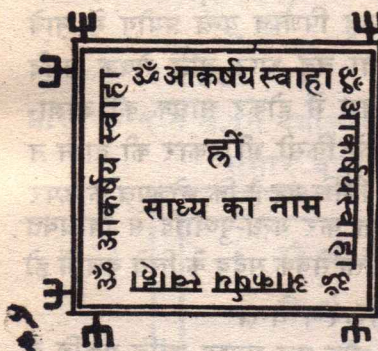 ॐ आकर्षय स्वाहा
ॐ आकर्षय स्वाहा
ॐ आकर्षय स्वाहा
ॐ आकर्षय स्वाहा
ह्रीं
साध्य का नाम